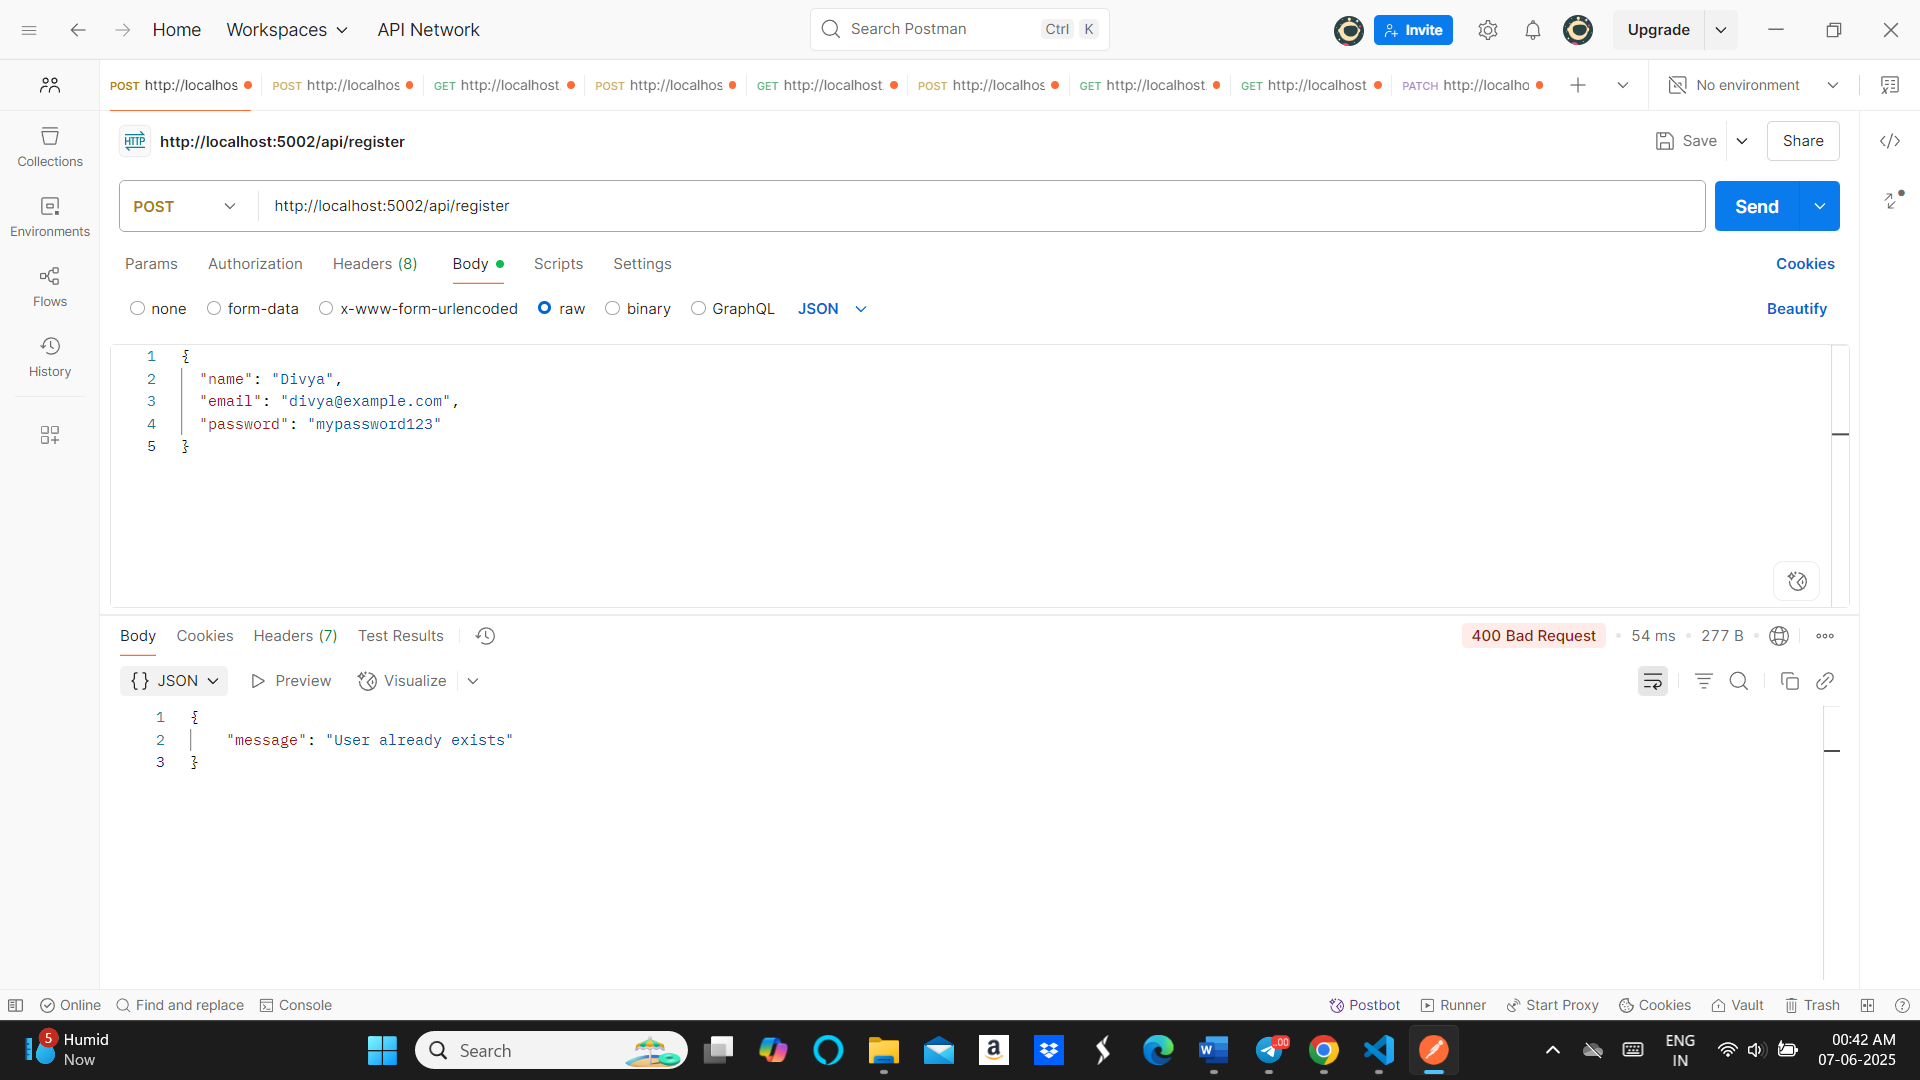 Home
Workspaces
API Network
Search Postman
Ctrl K
Invite
Upgrade
POST http://localhos
POST http://localhos
GET http://localhost.
POST http://localhos
GET http://localhost
POST http://localhos
GET http://localhost.
GET http://localhost
PATCH http://localho
No environment
Collections
Environments
Flows
History
HTTP http://localhost:5002/api/register
Save
Share
POST
http://localhost:5002/api/register
Send
Params
Authorization
Headers (8)
Body
Scripts
Settings
Cookies
none
form-data
x-www-form-urlencoded
raw
binary
GraphQL
JSON
Beautify
1 {
2 "name": "Divya",
3 "email": "divya@example.com",
4 "password": "mypassword123"
5 }
Body
Cookies
Headers (7)
Test Results
400 Bad Request
54 ms
277 B
{} JSON
Preview
Visualize
1 {
2 "message": "User already exists"
3 }
Online
Find and replace
Console
Postbot
Runner
Start Proxy
Cookies
Vault
Trash
5
Humid
Now
Search
.00
ENG
IN
00:42 AM
07-06-2025